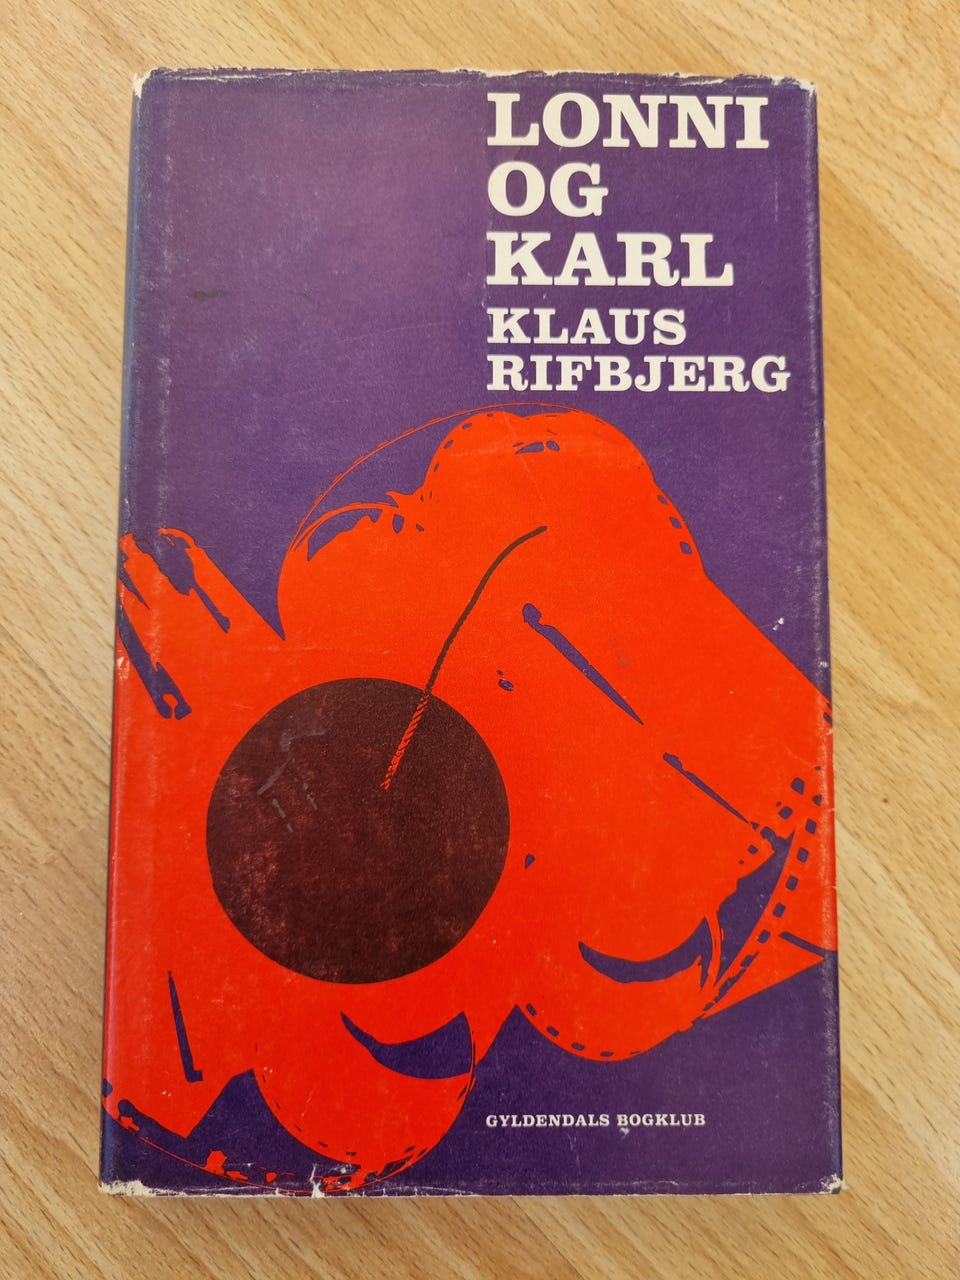 LONNI
OG
KARL
KLAUS
RIFBJERG
GYLDENDALS BOGKLUB